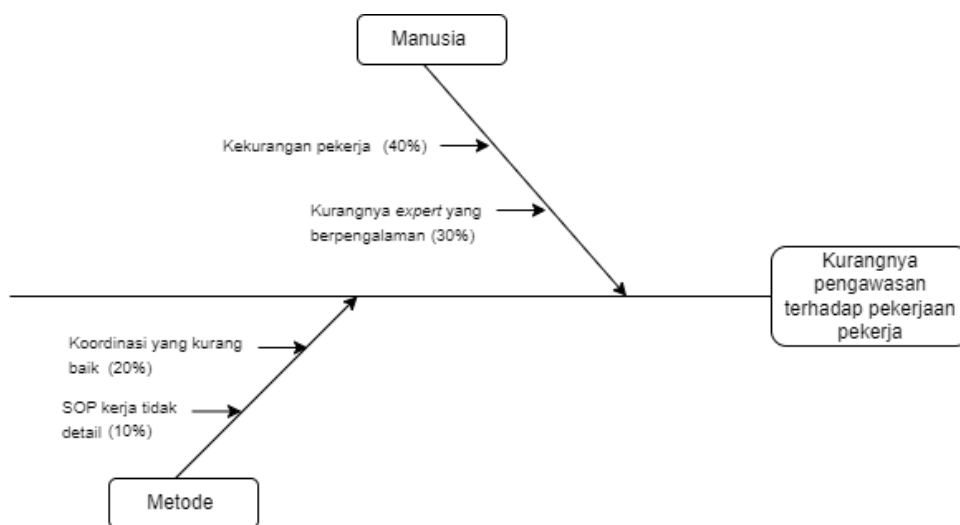 Manusia
Kekurangan pekerja (40%)
Kurangnya expert yang
berpengalaman (30%)
Kurangnya
pengawasan
terhadap pekerjaan
pekerja
Koordinasi yang kurang
baik (20%)
SOP kerja tidak
detail (10%)
Metode